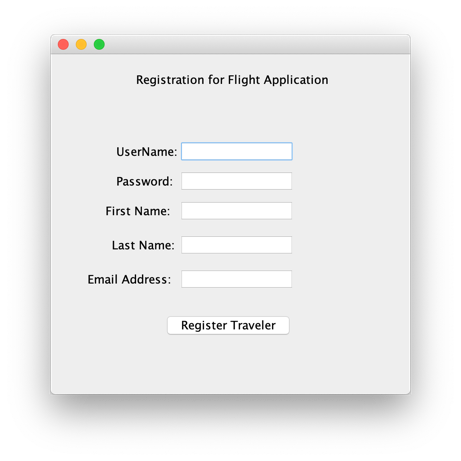 Registration for Flight Application
UserName:
Password:
First Name:
Last Name:
Email Address:
Register Traveler